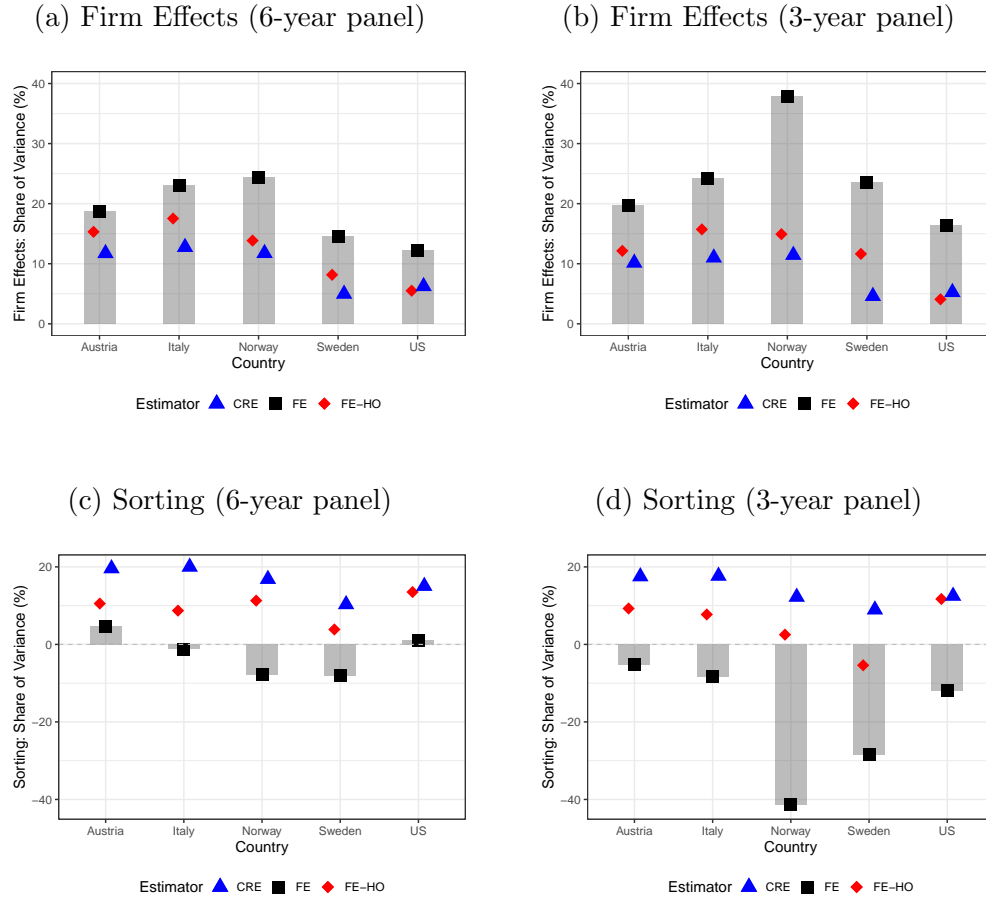 (a) Firm Effects (6-year panel)
Firm Effects: Share of Variance (%)
40
30
20
10
0
Austria Italy Norway Sweden US
Country
Estimator CRE FE FE−HO
(b) Firm Effects (3-year panel)
Firm Effects: Share of Variance (%)
40
30
20
10
0
Austria Italy Norway Sweden US
Country
Estimator CRE FE FE−HO
(c) Sorting (6-year panel)
Sorting: Share of Variance (%)
20
0
−20
−40
Austria Italy Norway Sweden US
Country
Estimator CRE FE FE−HO
(d) Sorting (3-year panel)
Sorting: Share of Variance (%)
20
0
−20
−40
Austria Italy Norway Sweden US
Country
Estimator CRE FE FE−HO